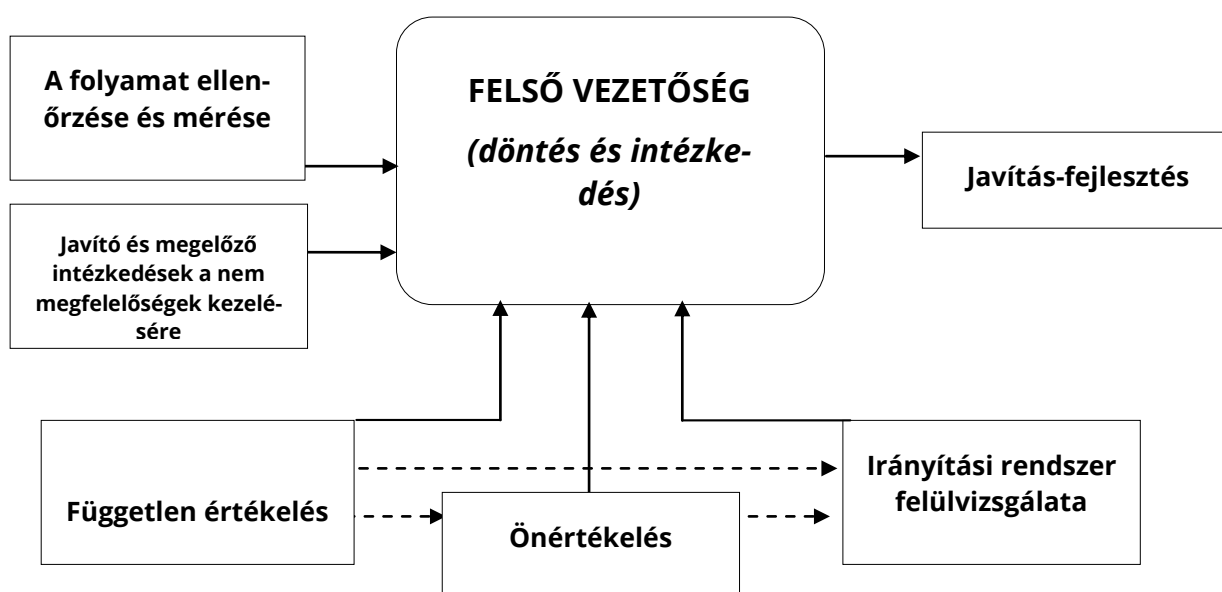 A folyamat ellen-
őrzése és mérése
FELSŐ VEZETŐSÉG
(döntés és intézke-
dés)
Javítás-fejlesztés
Javító és megelőző
intézkedések a nem
megfelelőségek kezelé-
sére
Független értékelés
Önértékelés
Irányítási rendszer
felülvizsgálata